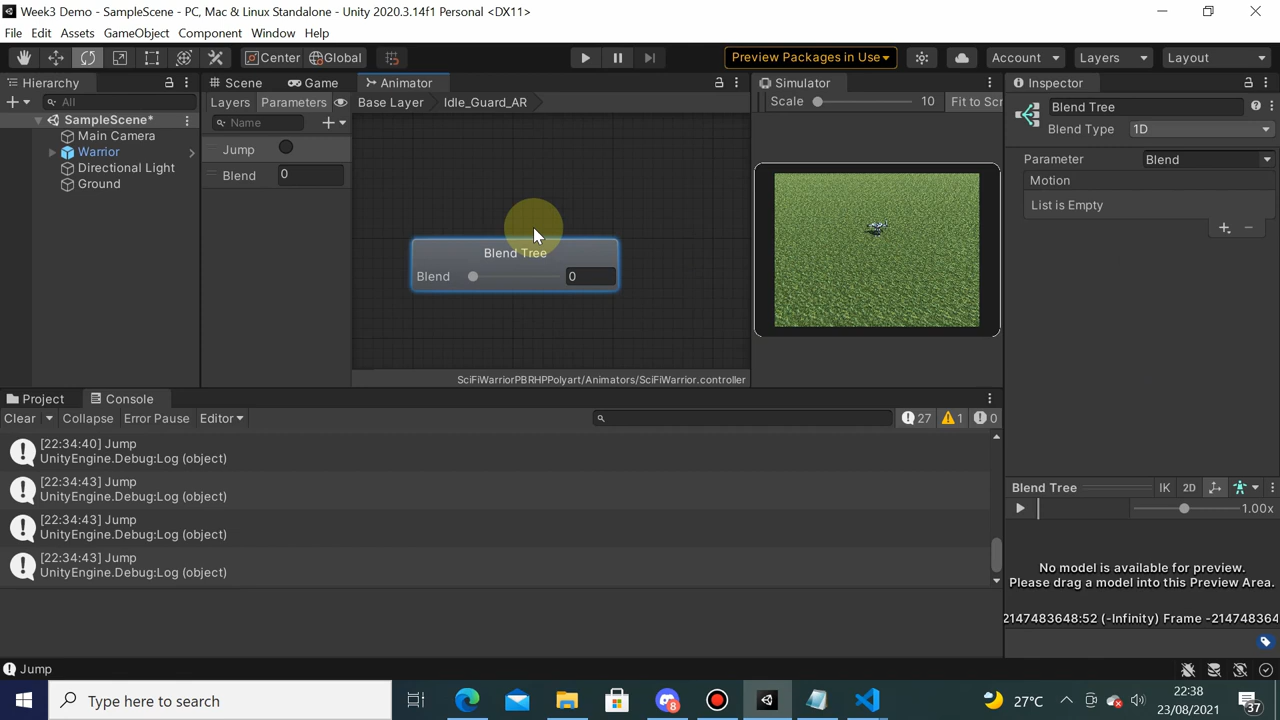 Week3 Demo - SampleScene - PC, Mac & Linux Standalone - Unity 2020.3.14f1 Personal <DX11>
File Edit Assets GameObject Component Window Help
Center Global Preview Packages in Use Account Layers Layout
Hierarchy Scene Game Animator Simulator Inspector
All Layers Parameters Base Layer Idle_Guard_AR Scale 10 Fit to Scr Blend Tree
SampleScene* Name Blend Type 1D
Main Camera
Warrior Jump Parameter Blend
Directional Light Blend 0 Motion
Ground List is Empty
Blend Tree
Blend 0
SciFiWarriorPBRHPPolyart/Animators/SciFiWarrior.controller
Project Console
Clear Collapse Error Pause Editor 27 1 0
[22:34:40] Jump
UnityEngine.Debug:Log (object)
[22:34:43] Jump
UnityEngine.Debug:Log (object)
[22:34:43] Jump
UnityEngine.Debug:Log (object)
[22:34:43] Jump
UnityEngine.Debug:Log (object)
Blend Tree IK 2D
1.00x
No model is available for preview.
Please drag a model into this Preview Area.
2147483648:52 (-Infinity) Frame -214748364
Jump
Type here to search 8 27°C 22:38
23/08/2021 37